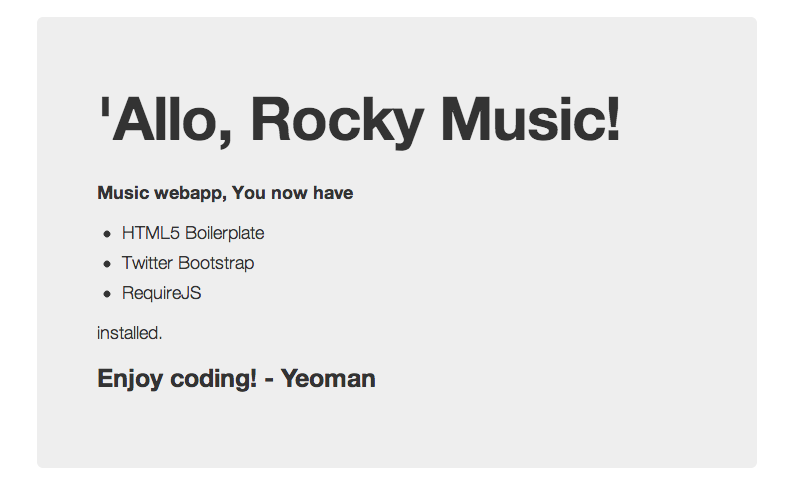 'Allo, Rocky Music!
Music webapp, You now have
• HTML5 Boilerplate
• Twitter Bootstrap
• RequireJS
installed.
Enjoy coding! - Yeoman